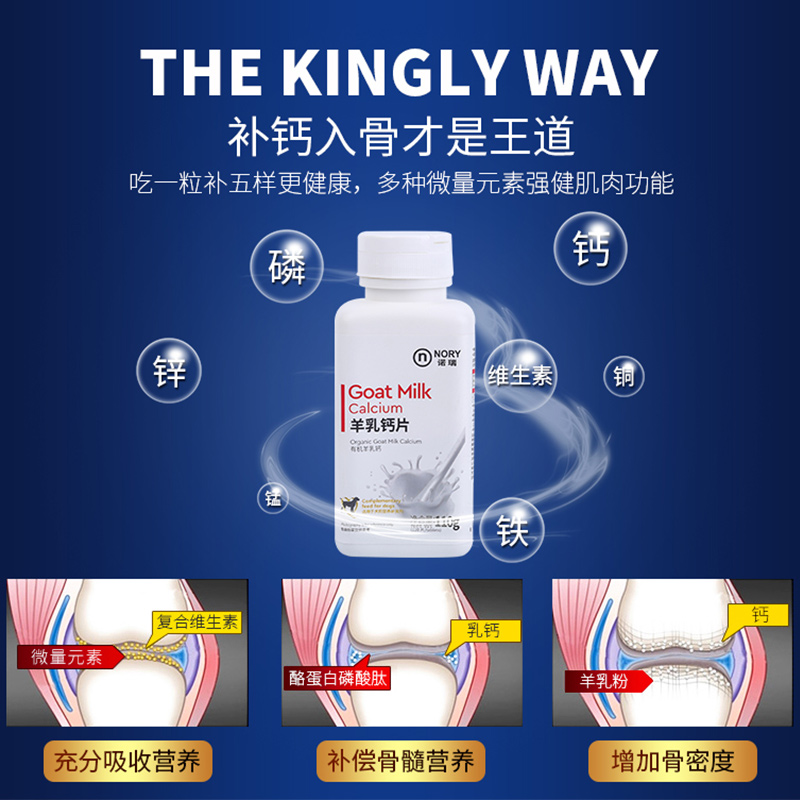 THE KINGLY WAY
补钙入骨才是王道
吃一粒补五样更健康，多种微量元素强健肌肉功能
磷
钙
锌
维生素
铜
锰
铁
n NORY
诺瑞
Goat Milk
Calcium
羊乳钙片
Organic Goat Milk Calcium
有机羊乳钙
Complementary
feed for dogs
110g
复合维生素
微量元素
乳钙
酪蛋白磷酸肽
钙
羊乳粉
充分吸收营养
补偿骨髓营养
增加骨密度